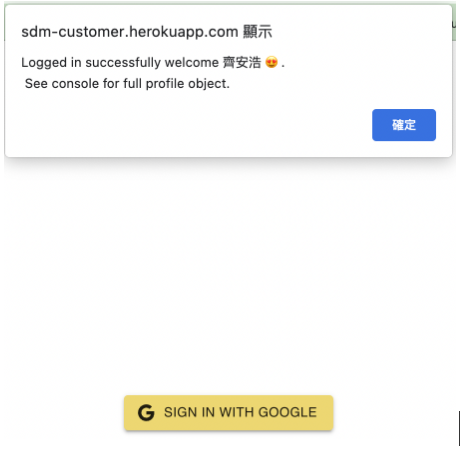 sdm-customer.herokuapp.com 顯示
Logged in successfully welcome 齊安浩 😍 .
See console for full profile object.
確定
SIGN IN WITH GOOGLE